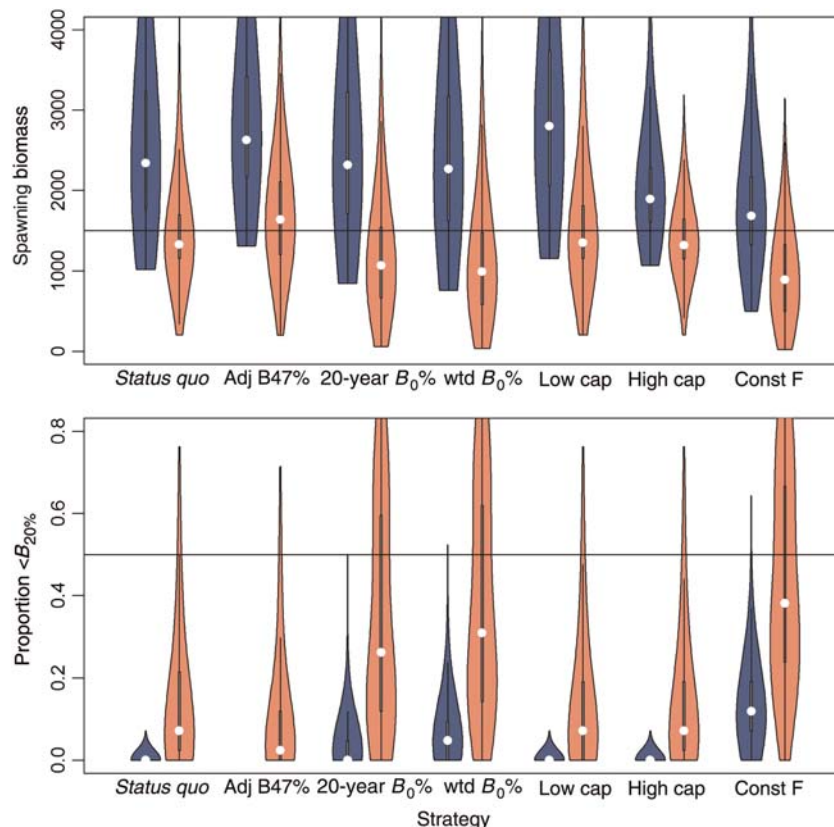 Spawning biomass
4000
3000
2000
1000
0
Status quo Adj B47% 20-year B0% wtd B0% Low cap High cap Const F
Proportion <B20%
0.8
0.6
0.4
0.2
0.0
Status quo Adj B47% 20-year B0% wtd B0% Low cap High cap Const F
Strategy